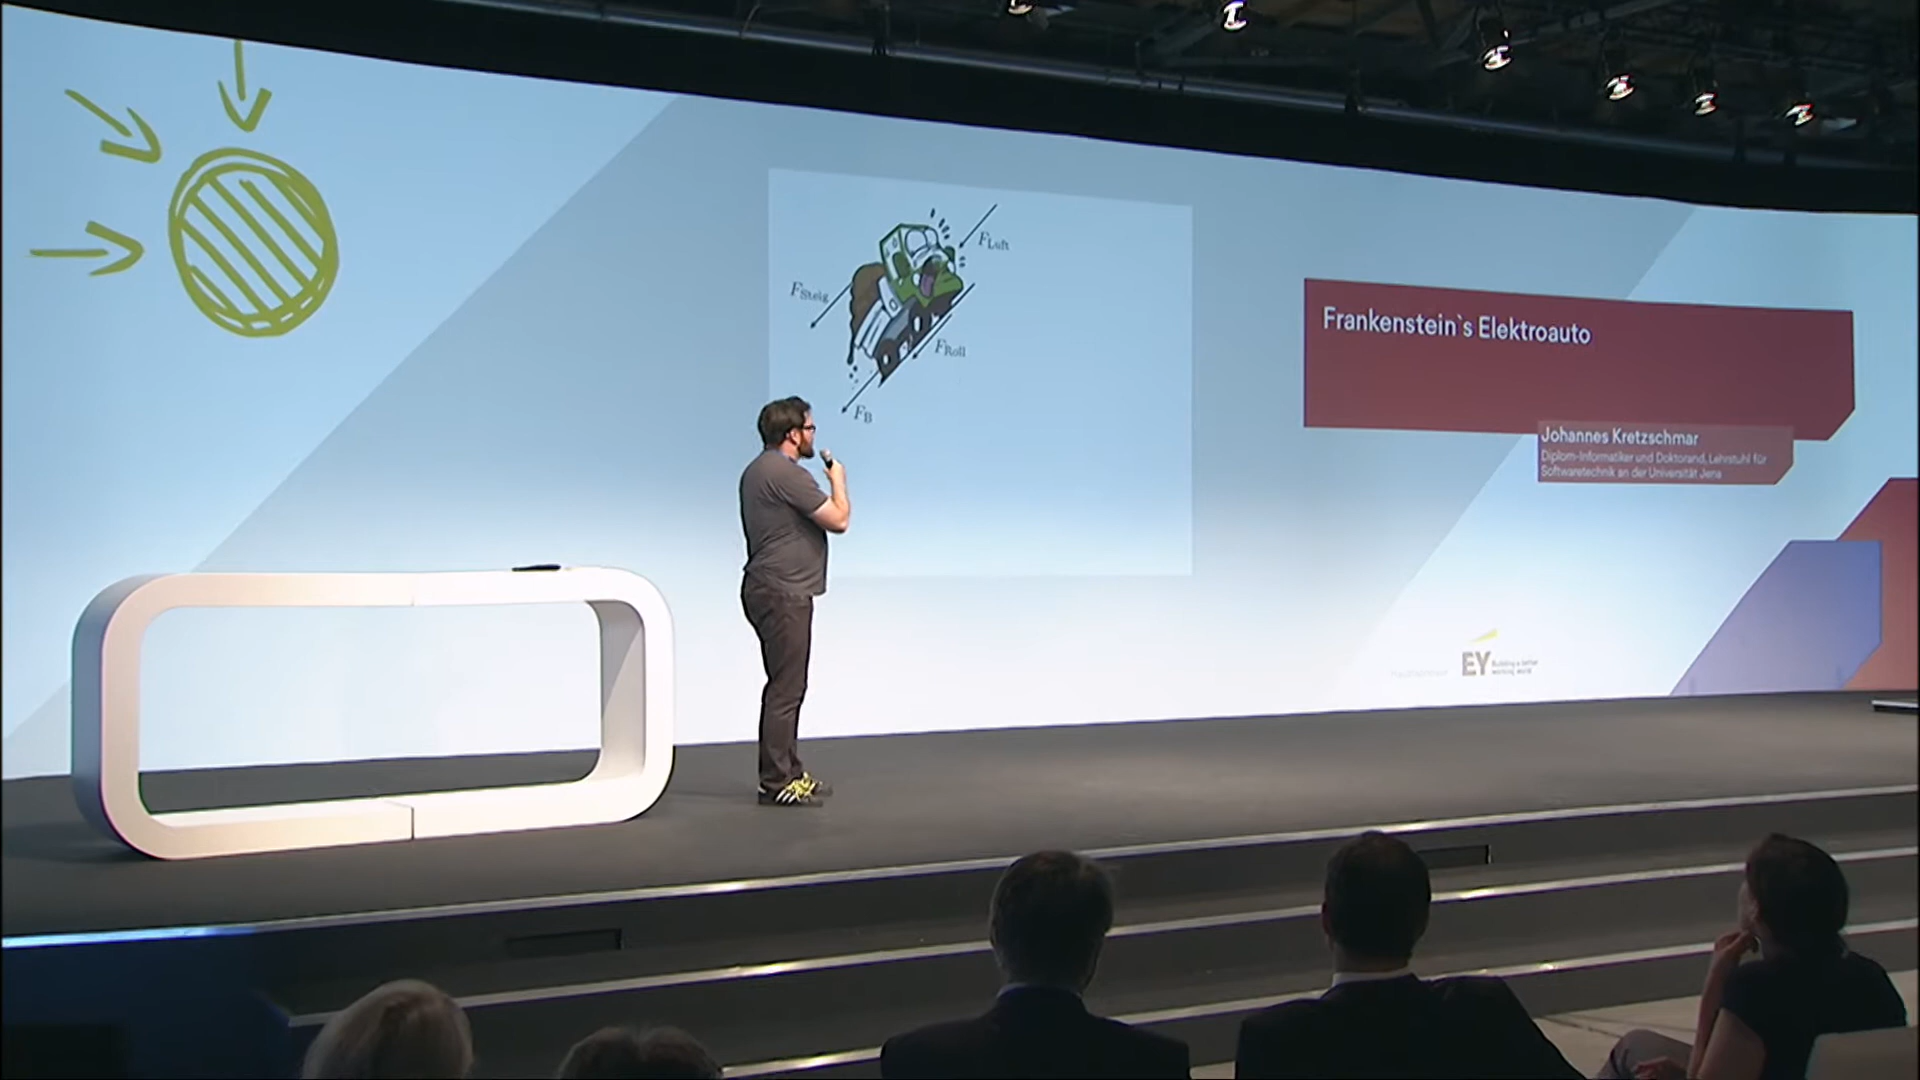 F_Luft
F_Steig
F_Roll
F_B
Frankenstein`s Elektroauto
Johannes Kretzschmar
Diplom-Informatiker und Doktorand, Lehrstuhl für
Softwaretechnik an der Universität Jena
EY
Building a better
working world